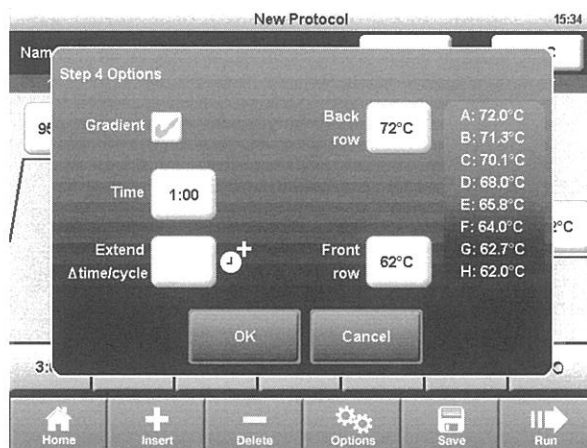 New Protocol
15:34
Nam
Step 4 Options
Gradient
Back
row
72°C
Time
1:00
Extend
Δtime/cycle
Front
row
62°C
A: 72.0°C
B: 71.3°C
C: 70.1°C
D: 68.0°C
E: 65.8°C
F: 64.0°C
G: 62.7°C
H: 62.0°C
95
°C
OK
Cancel
3:
Home
Insert
Delete
Options
Save
Run